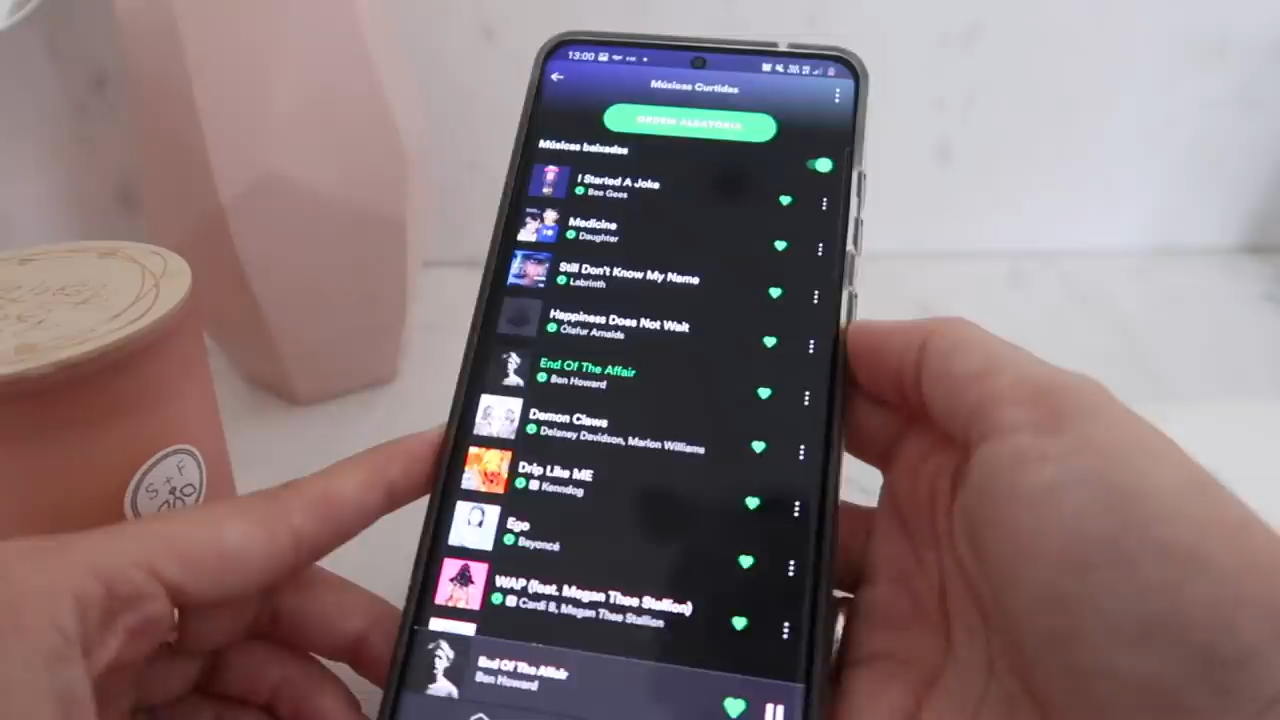 13:00
Músicas Curtidas
ORDEM ALEATÓRIA
Músicas baixadas
I Started A Joke
Bee Gees
Medicine
Daughter
Still Don't Know My Name
Labrinth
Happiness Does Not Wait
Ólafur Arnalds
End Of The Affair
Ben Howard
Demon Claws
Delaney Davidson, Marlon Williams
Drip Like ME
Kenndog
Ego
Beyoncé
WAP (feat. Megan Thee Stallion)
Cardi B, Megan Thee Stallion
End Of The Affair
Ben Howard
S+F